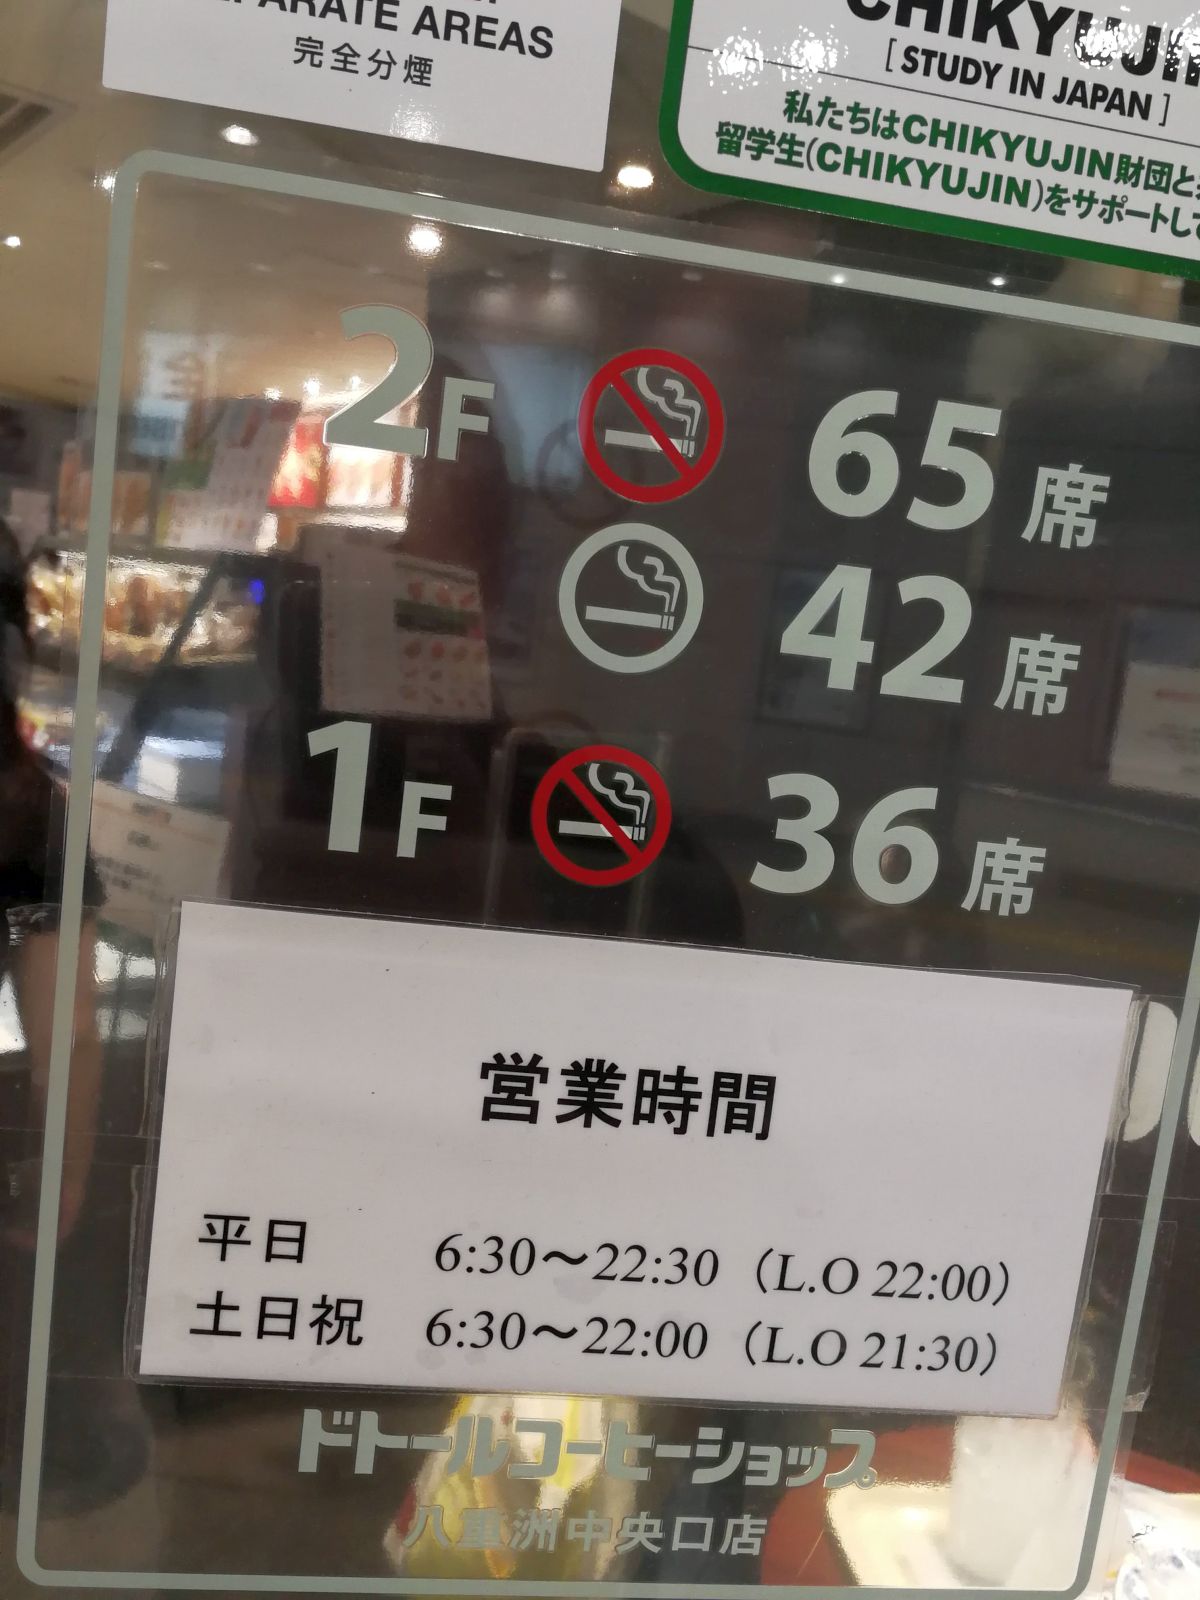 SEPARATE AREAS
完全分煙
CHIKYUJIN
[ STUDY IN JAPAN ]
私たちはCHIKYUJIN財団と
留学生(CHIKYUJIN)をサポートして
2F 65席
42席
1F 36席
営業時間
平日 6:30〜22:30（L.O 22:00）
土日祝 6:30〜22:00（L.O 21:30）
ドトールコーヒーショップ
八重洲中央口店